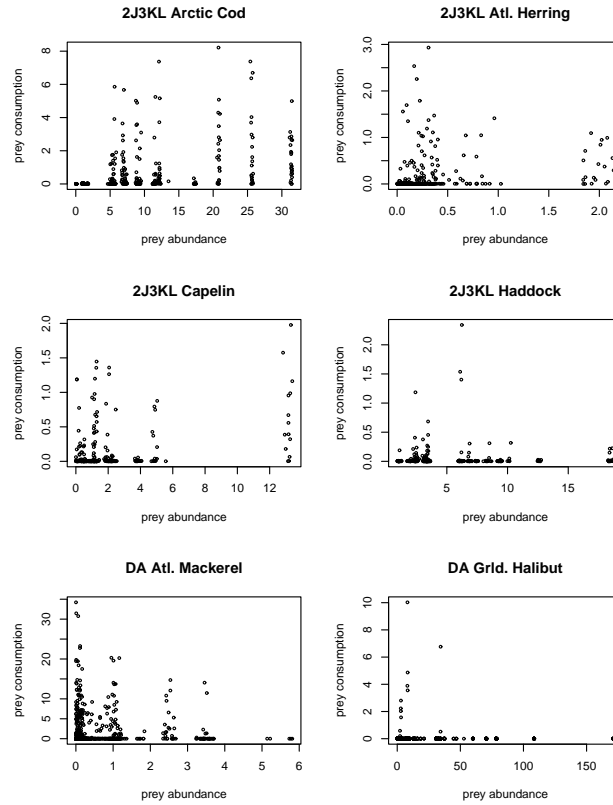 2J3KL Arctic Cod
prey consumption
0 2 4 6 8
0 5 10 15 20 25 30
prey abundance
2J3KL Atl. Herring
prey consumption
0.0 1.0 2.0 3.0
0.0 0.5 1.0 1.5 2.0
prey abundance
2J3KL Capelin
prey consumption
0.0 0.5 1.0 1.5 2.0
0 2 4 6 8 10 12
prey abundance
2J3KL Haddock
prey consumption
0.0 0.5 1.0 1.5 2.0
5 10 15
prey abundance
DA Atl. Mackerel
prey consumption
0 5 10 20 30
0 1 2 3 4 5 6
prey abundance
DA Grld. Halibut
prey consumption
0 2 4 6 8 10
0 50 100 150
prey abundance